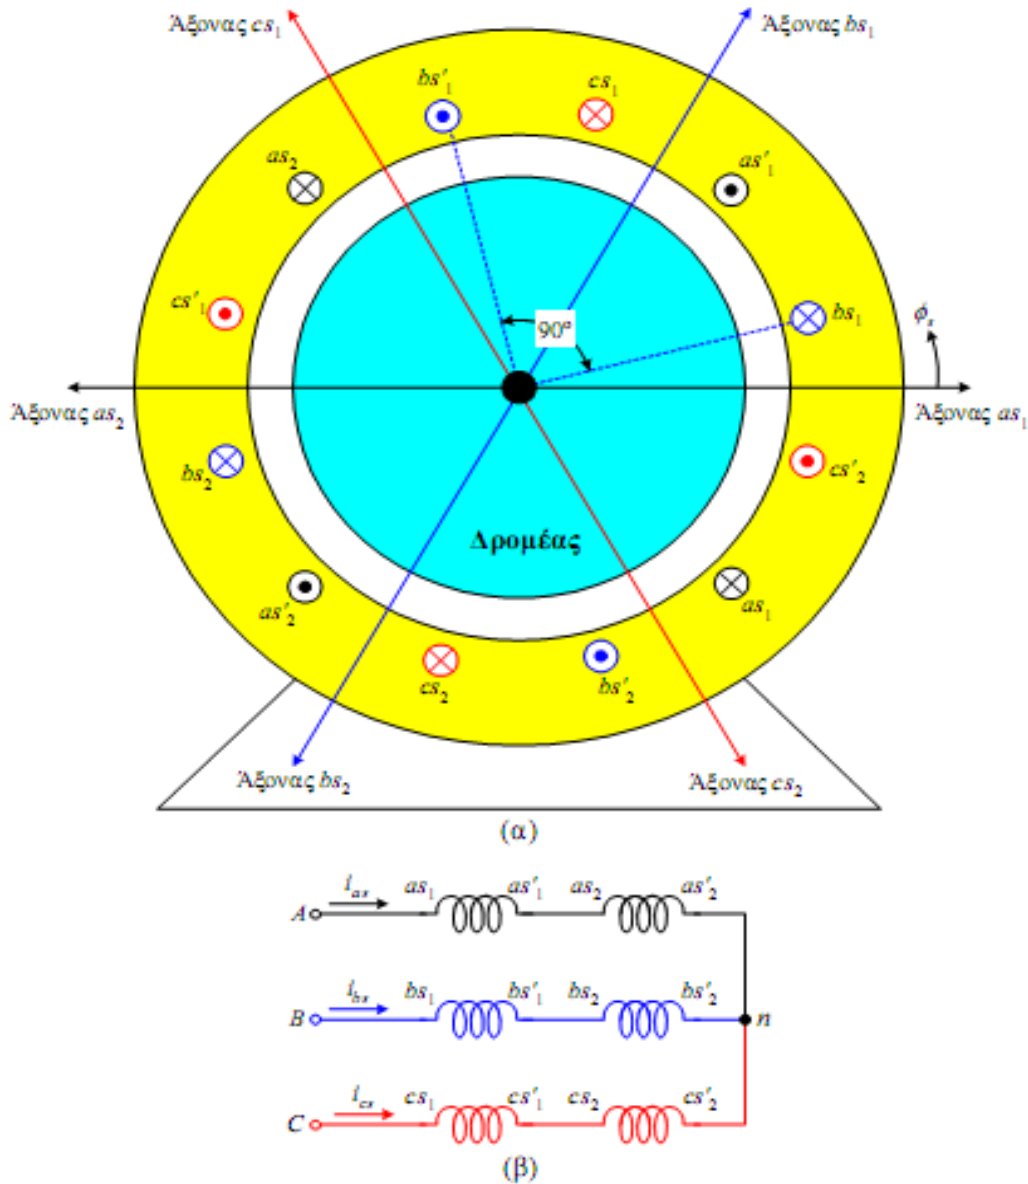 Άξονας cs₁
Άξονας bs₁
bs′₁
cs₁
as₂
as′₁
cs′₁
90°
bs₁
ϕₛ
Άξονας as₂
Άξονας as₁
bs₂
cs′₂
Δρομέας
as′₂
as₁
cs₂
bs′₂
Άξονας bs₂
Άξονας cs₂
(α)
A iₐₛ as₁ as′₁ as₂ as′₂
B i_bs bs₁ bs′₁ bs₂ bs′₂ n
C i_cs cs₁ cs′₁ cs₂ cs′₂
(β)